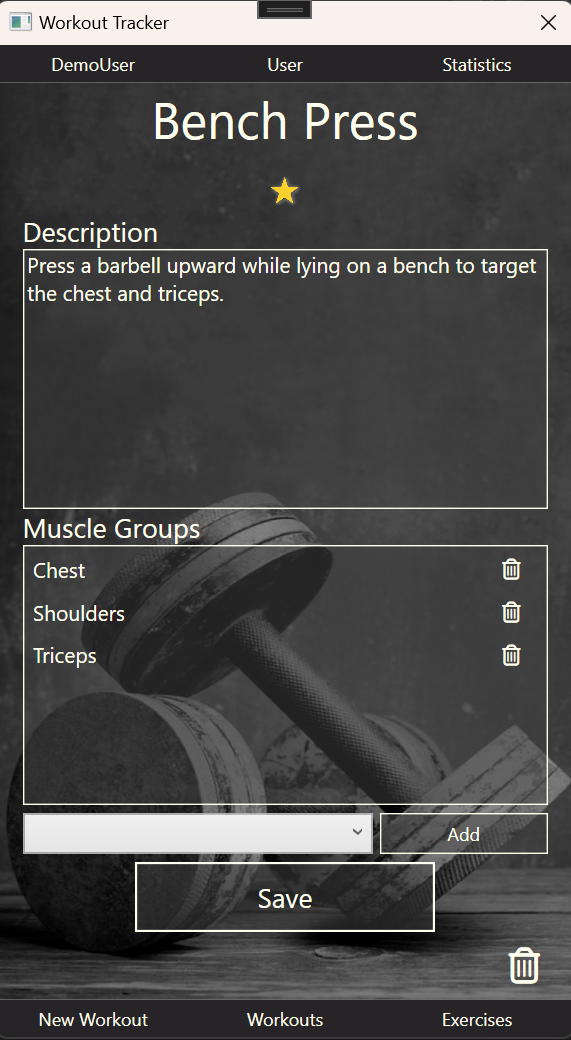 Workout Tracker
DemoUser User Statistics
Bench Press
Description
Press a barbell upward while lying on a bench to target
the chest and triceps.
Muscle Groups
Chest
Shoulders
Triceps
Add
Save
New Workout Workouts Exercises